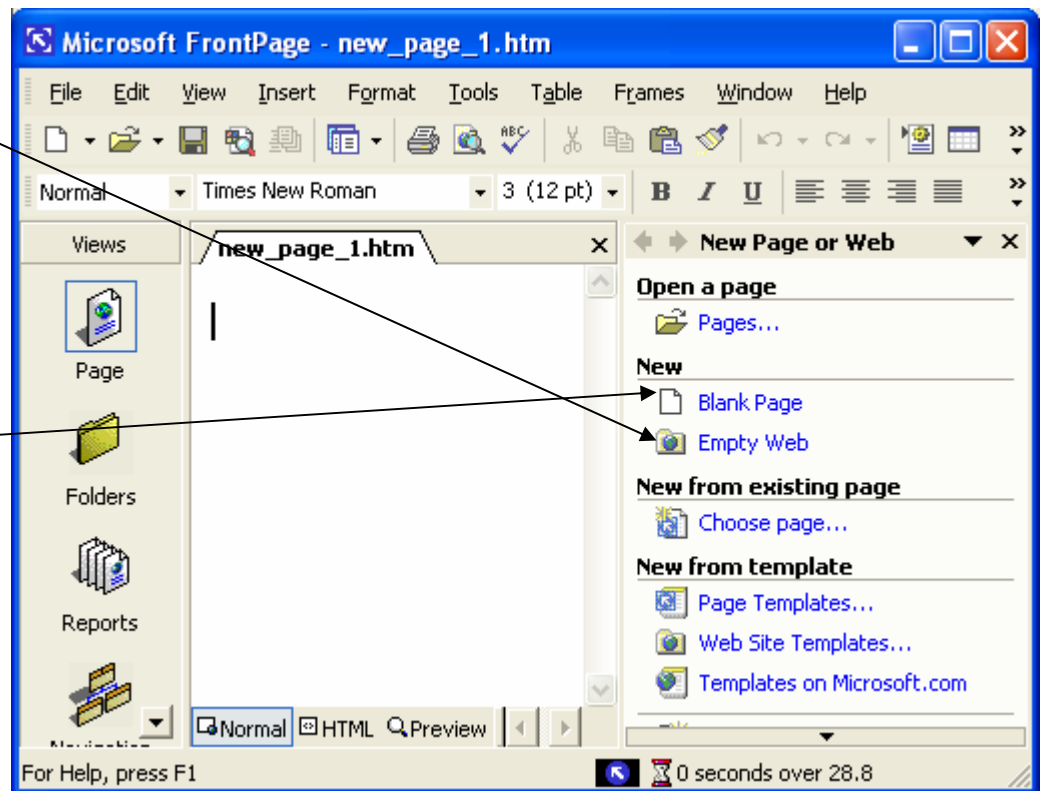 Microsoft FrontPage - new_page_1.htm
File Edit View Insert Format Tools Table Frames Window Help
ABC
Normal Times New Roman 3 (12 pt) B I U
Views
Page
Folders
Reports
new_page_1.htm
Normal HTML Preview
New Page or Web
Open a page
Pages...
New
Blank Page
Empty Web
New from existing page
Choose page...
New from template
Page Templates...
Web Site Templates...
Templates on Microsoft.com
For Help, press F1 0 seconds over 28.8